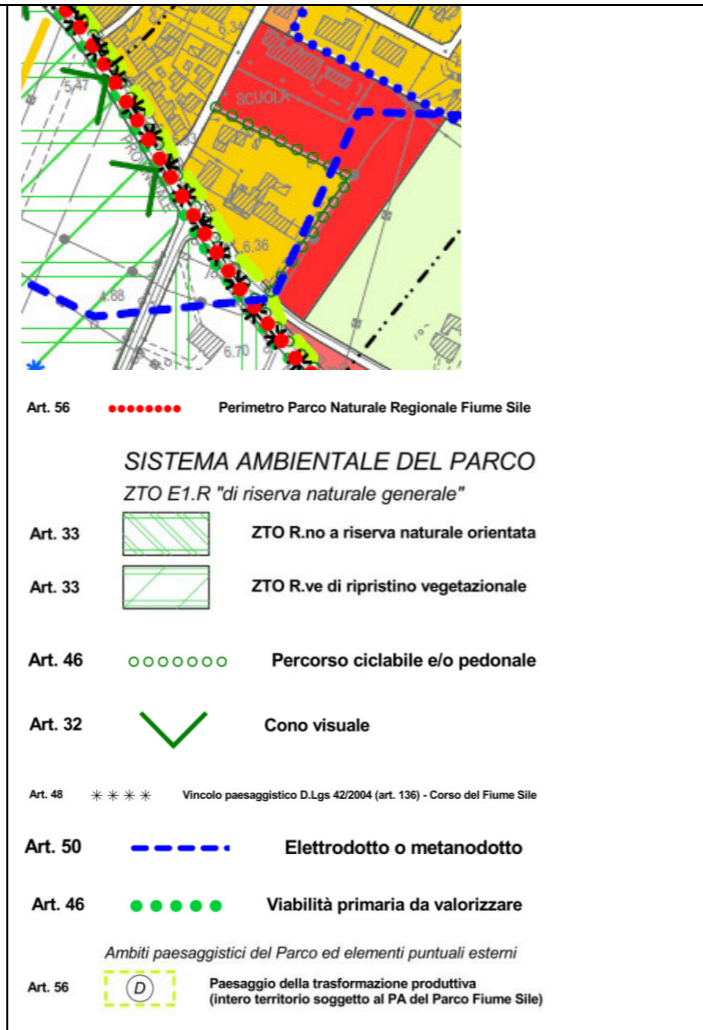 6,34
5,47
SCUOLA
PROVINCIALE
6,36
4.88
6.70
Art. 56 Perimetro Parco Naturale Regionale Fiume Sile
SISTEMA AMBIENTALE DEL PARCO
ZTO E1.R "di riserva naturale generale"
Art. 33 ZTO R.no a riserva naturale orientata
Art. 33 ZTO R.ve di ripristino vegetazionale
Art. 46 Percorso ciclabile e/o pedonale
Art. 32 Cono visuale
Art. 48 Vincolo paesaggistico D.Lgs 42/2004 (art. 136) - Corso del Fiume Sile
Art. 50 Elettrodotto o metanodotto
Art. 46 Viabilità primaria da valorizzare
Ambiti paesaggistici del Parco ed elementi puntuali esterni
Art. 56 D Paesaggio della trasformazione produttiva
(intero territorio soggetto al PA del Parco Fiume Sile)